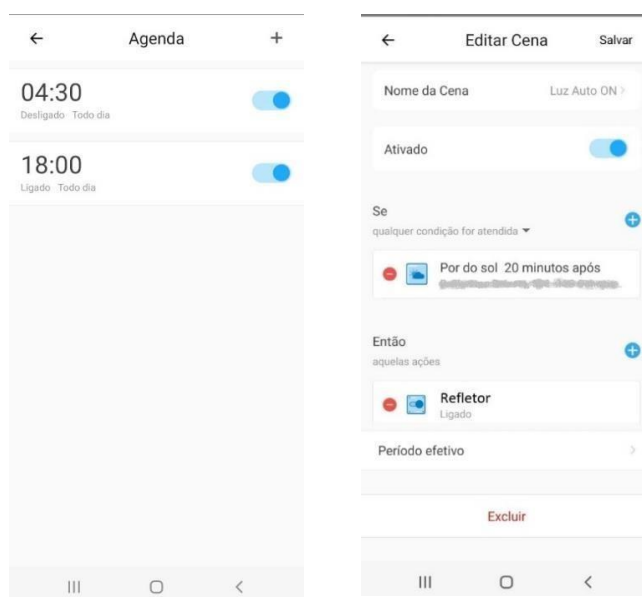 Agenda
+
04:30
Desligado Todo dia
18:00
Ligado Todo dia
Editar Cena
Salvar
Nome da Cena
Luz Auto ON >
Ativado
Se
qualquer condição for atendida
Por do sol 20 minutos após
Então
aquelas ações
Refletor
Ligado
Período efetivo
Excluir